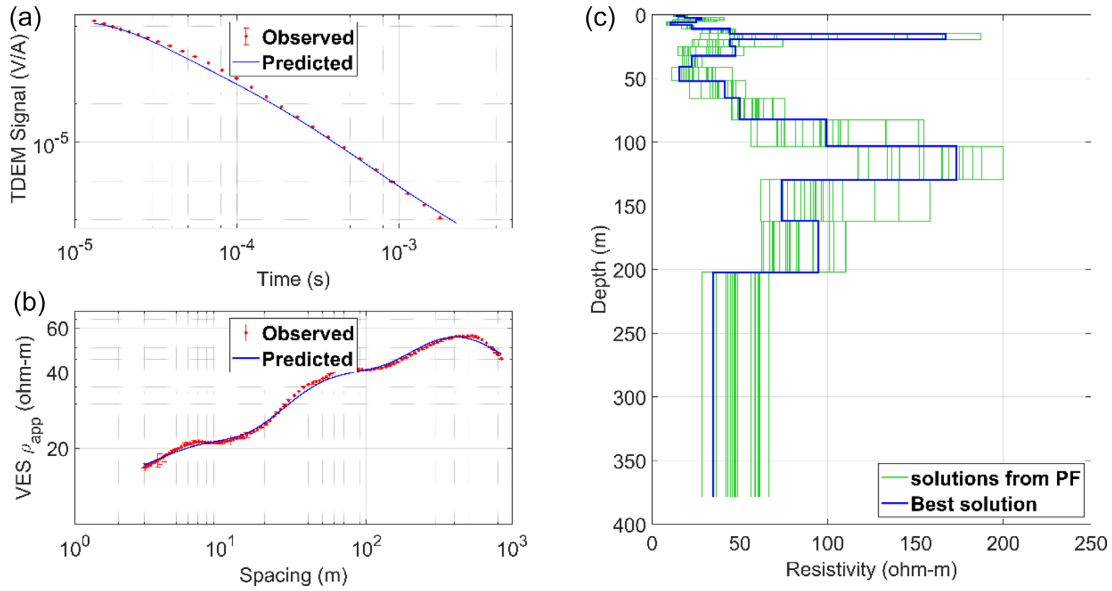 (a)
TDEM Signal (V/A)
10^-5
Observed
Predicted
10^-5
10^-4
10^-3
Time (s)
(b)
VES ρ_app (ohm-m)
60
40
20
Observed
Predicted
10^0
10^1
10^2
10^3
Spacing (m)
(c)
Depth (m)
0
50
100
150
200
250
300
350
400
solutions from PF
Best solution
0
50
100
150
200
250
Resistivity (ohm-m)